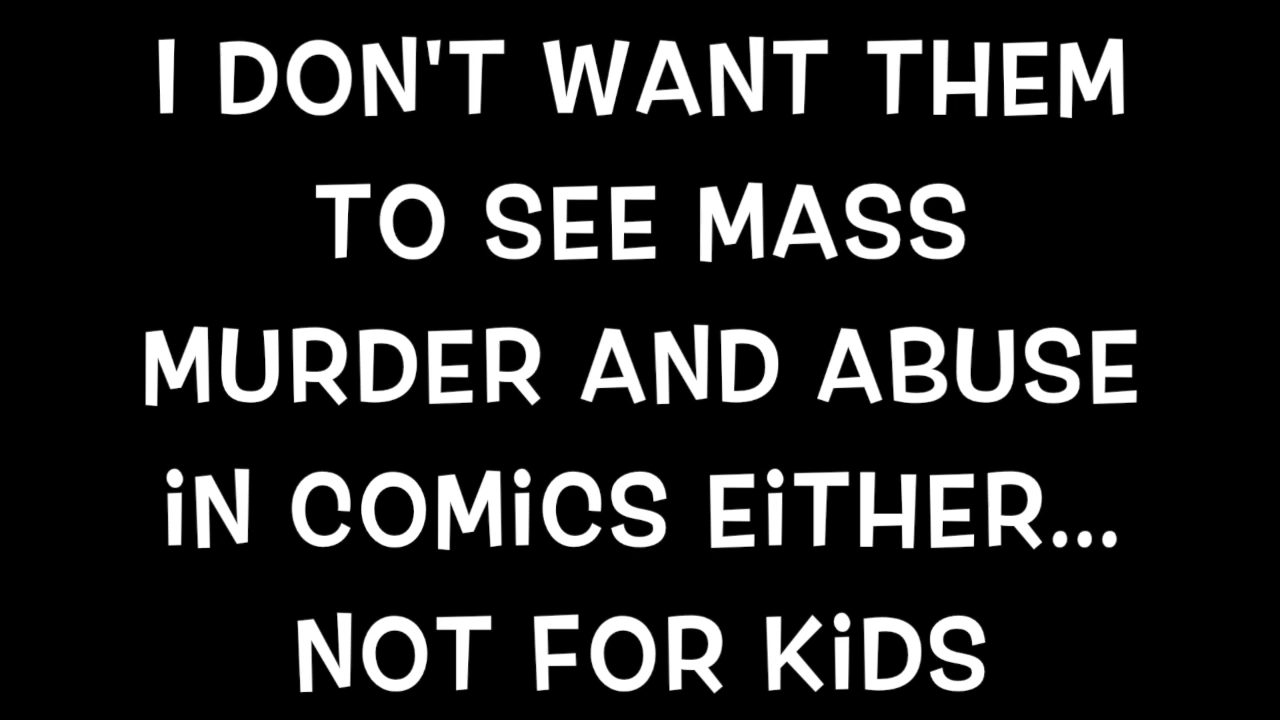 I DON'T WANT THEM
TO SEE MASS
MURDER AND ABUSE
iN COMiCS EiTHER...
NOT FOR KiDS